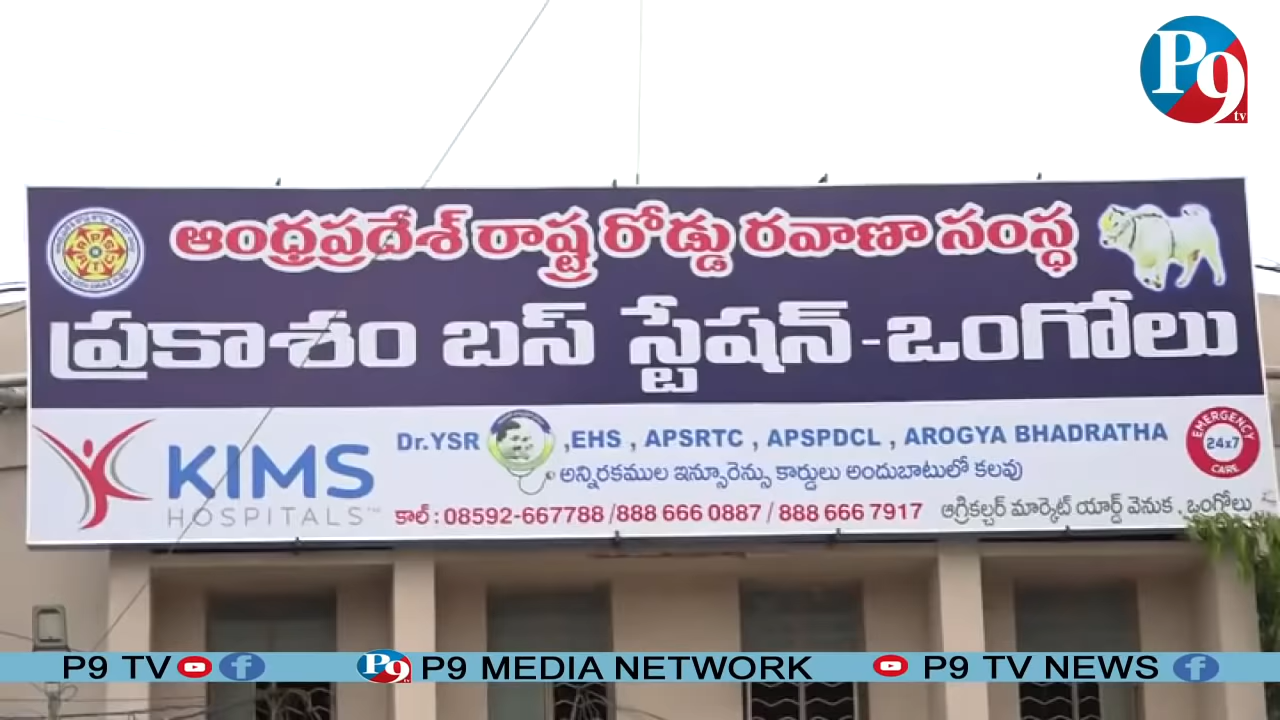 P9 tv
ఆంధ్రప్రదేశ్ రాష్ట్ర రోడ్డు రవాణా సంస్థ
ప్రకాశం బస్ స్టేషన్ - ఒంగోలు
KIMS
HOSPITALS
Dr.YSR ,EHS , APSRTC , APSPDCL , AROGYA BHADRATHA
అన్నిరకముల ఇన్సూరెన్సు కార్డులు అందుబాటులో కలవు
కాల్ : 08592-667788 /888 666 0887 / 888 666 7917 ఆగ్రికల్చర్ మార్కెట్ యార్డ్ వెనుక , ఒంగోలు
EMERGENCY
24x7
CARE
P9 TV P9 MEDIA NETWORK P9 TV NEWS